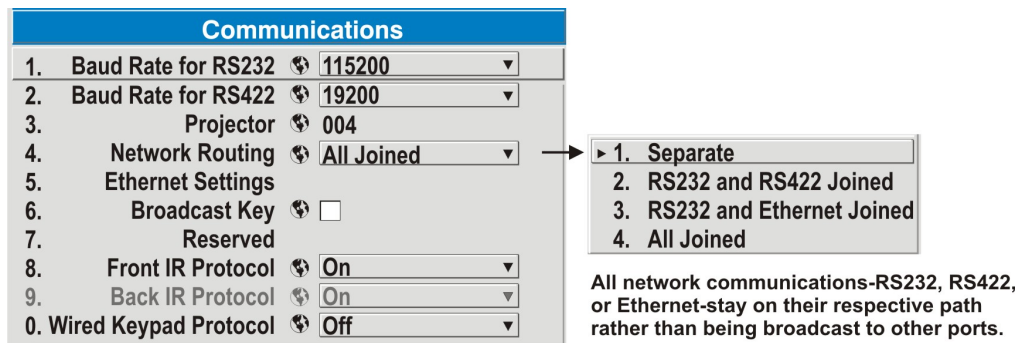 Communications
1. Baud Rate for RS232 115200
2. Baud Rate for RS422 19200
3. Projector 004
4. Network Routing All Joined
5. Ethernet Settings
6. Broadcast Key
7. Reserved
8. Front IR Protocol On
9. Back IR Protocol On
0. Wired Keypad Protocol Off
1. Separate
2. RS232 and RS422 Joined
3. RS232 and Ethernet Joined
4. All Joined
All network communications-RS232, RS422,
or Ethernet-stay on their respective path
rather than being broadcast to other ports.